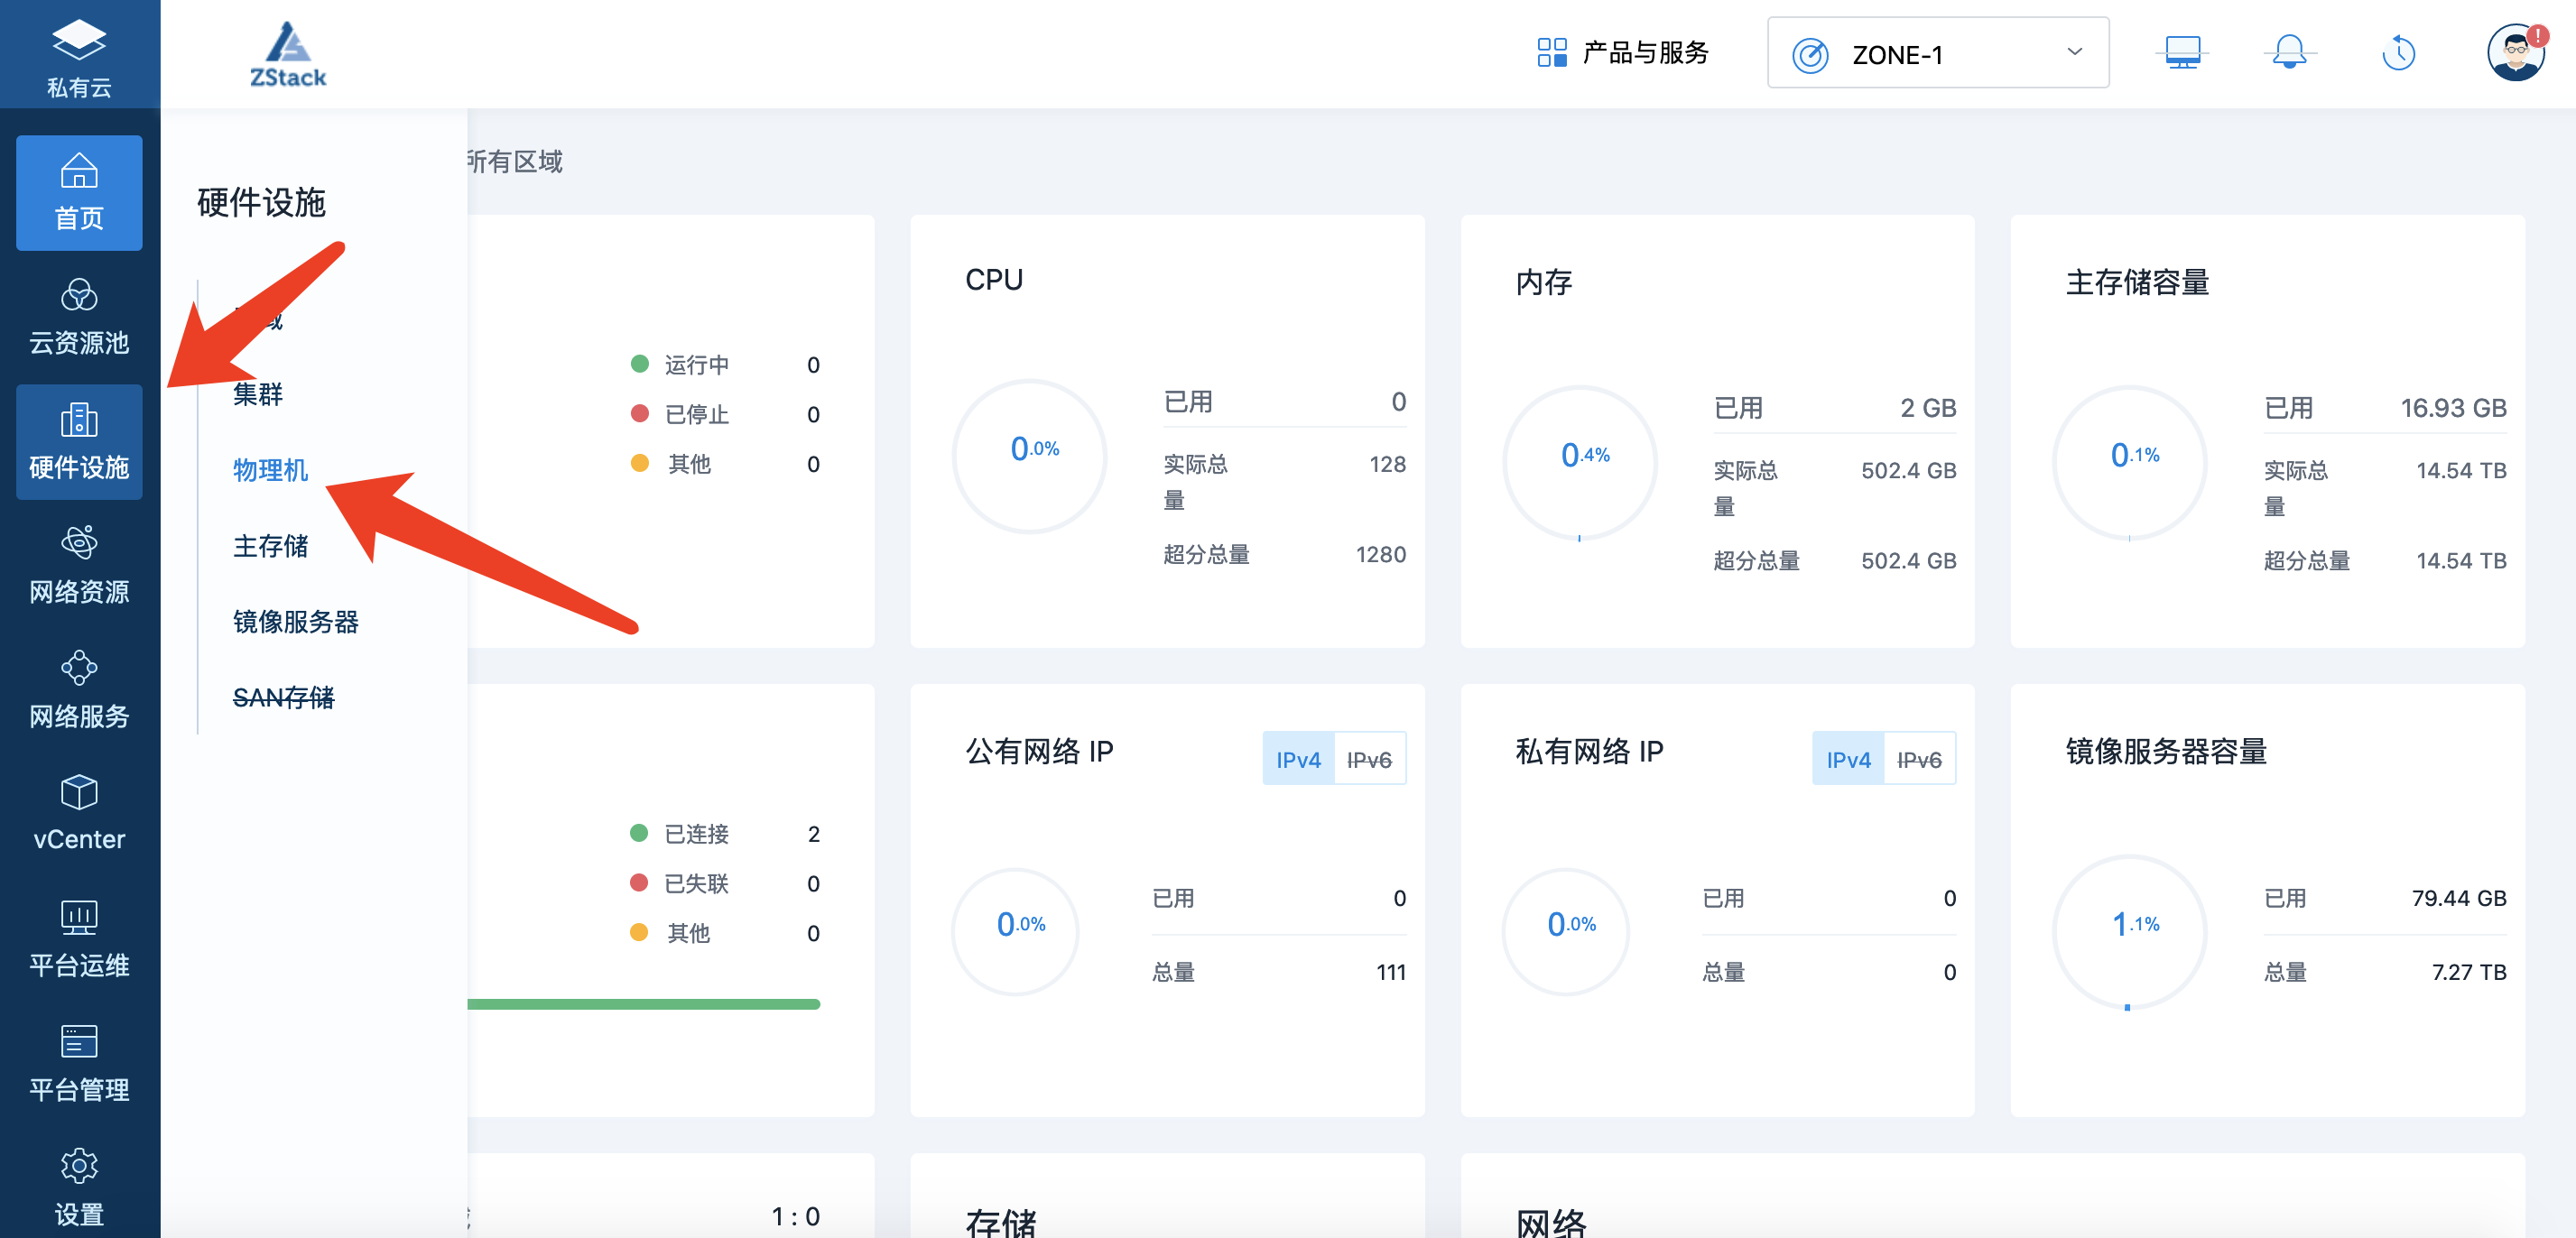 私有云
ZStack
产品与服务
ZONE-1
!
首页
云资源池
硬件设施
网络资源
网络服务
vCenter
平台运维
平台管理
设置
硬件设施
集群
物理机
主存储
镜像服务器
SAN存储
所有区域
运行中 0
已停止 0
其他 0
CPU
0.0%
已用 0
实际总量 128
超分总量 1280
内存
0.4%
已用 2 GB
实际总量 502.4 GB
超分总量 502.4 GB
主存储容量
0.1%
已用 16.93 GB
实际总量 14.54 TB
超分总量 14.54 TB
已连接 2
已失联 0
其他 0
公有网络 IP
IPv4 IPv6
0.0%
已用 0
总量 111
私有网络 IP
IPv4 IPv6
0.0%
已用 0
总量 0
镜像服务器容量
1.1%
已用 79.44 GB
总量 7.27 TB
1 : 0
存储
网络